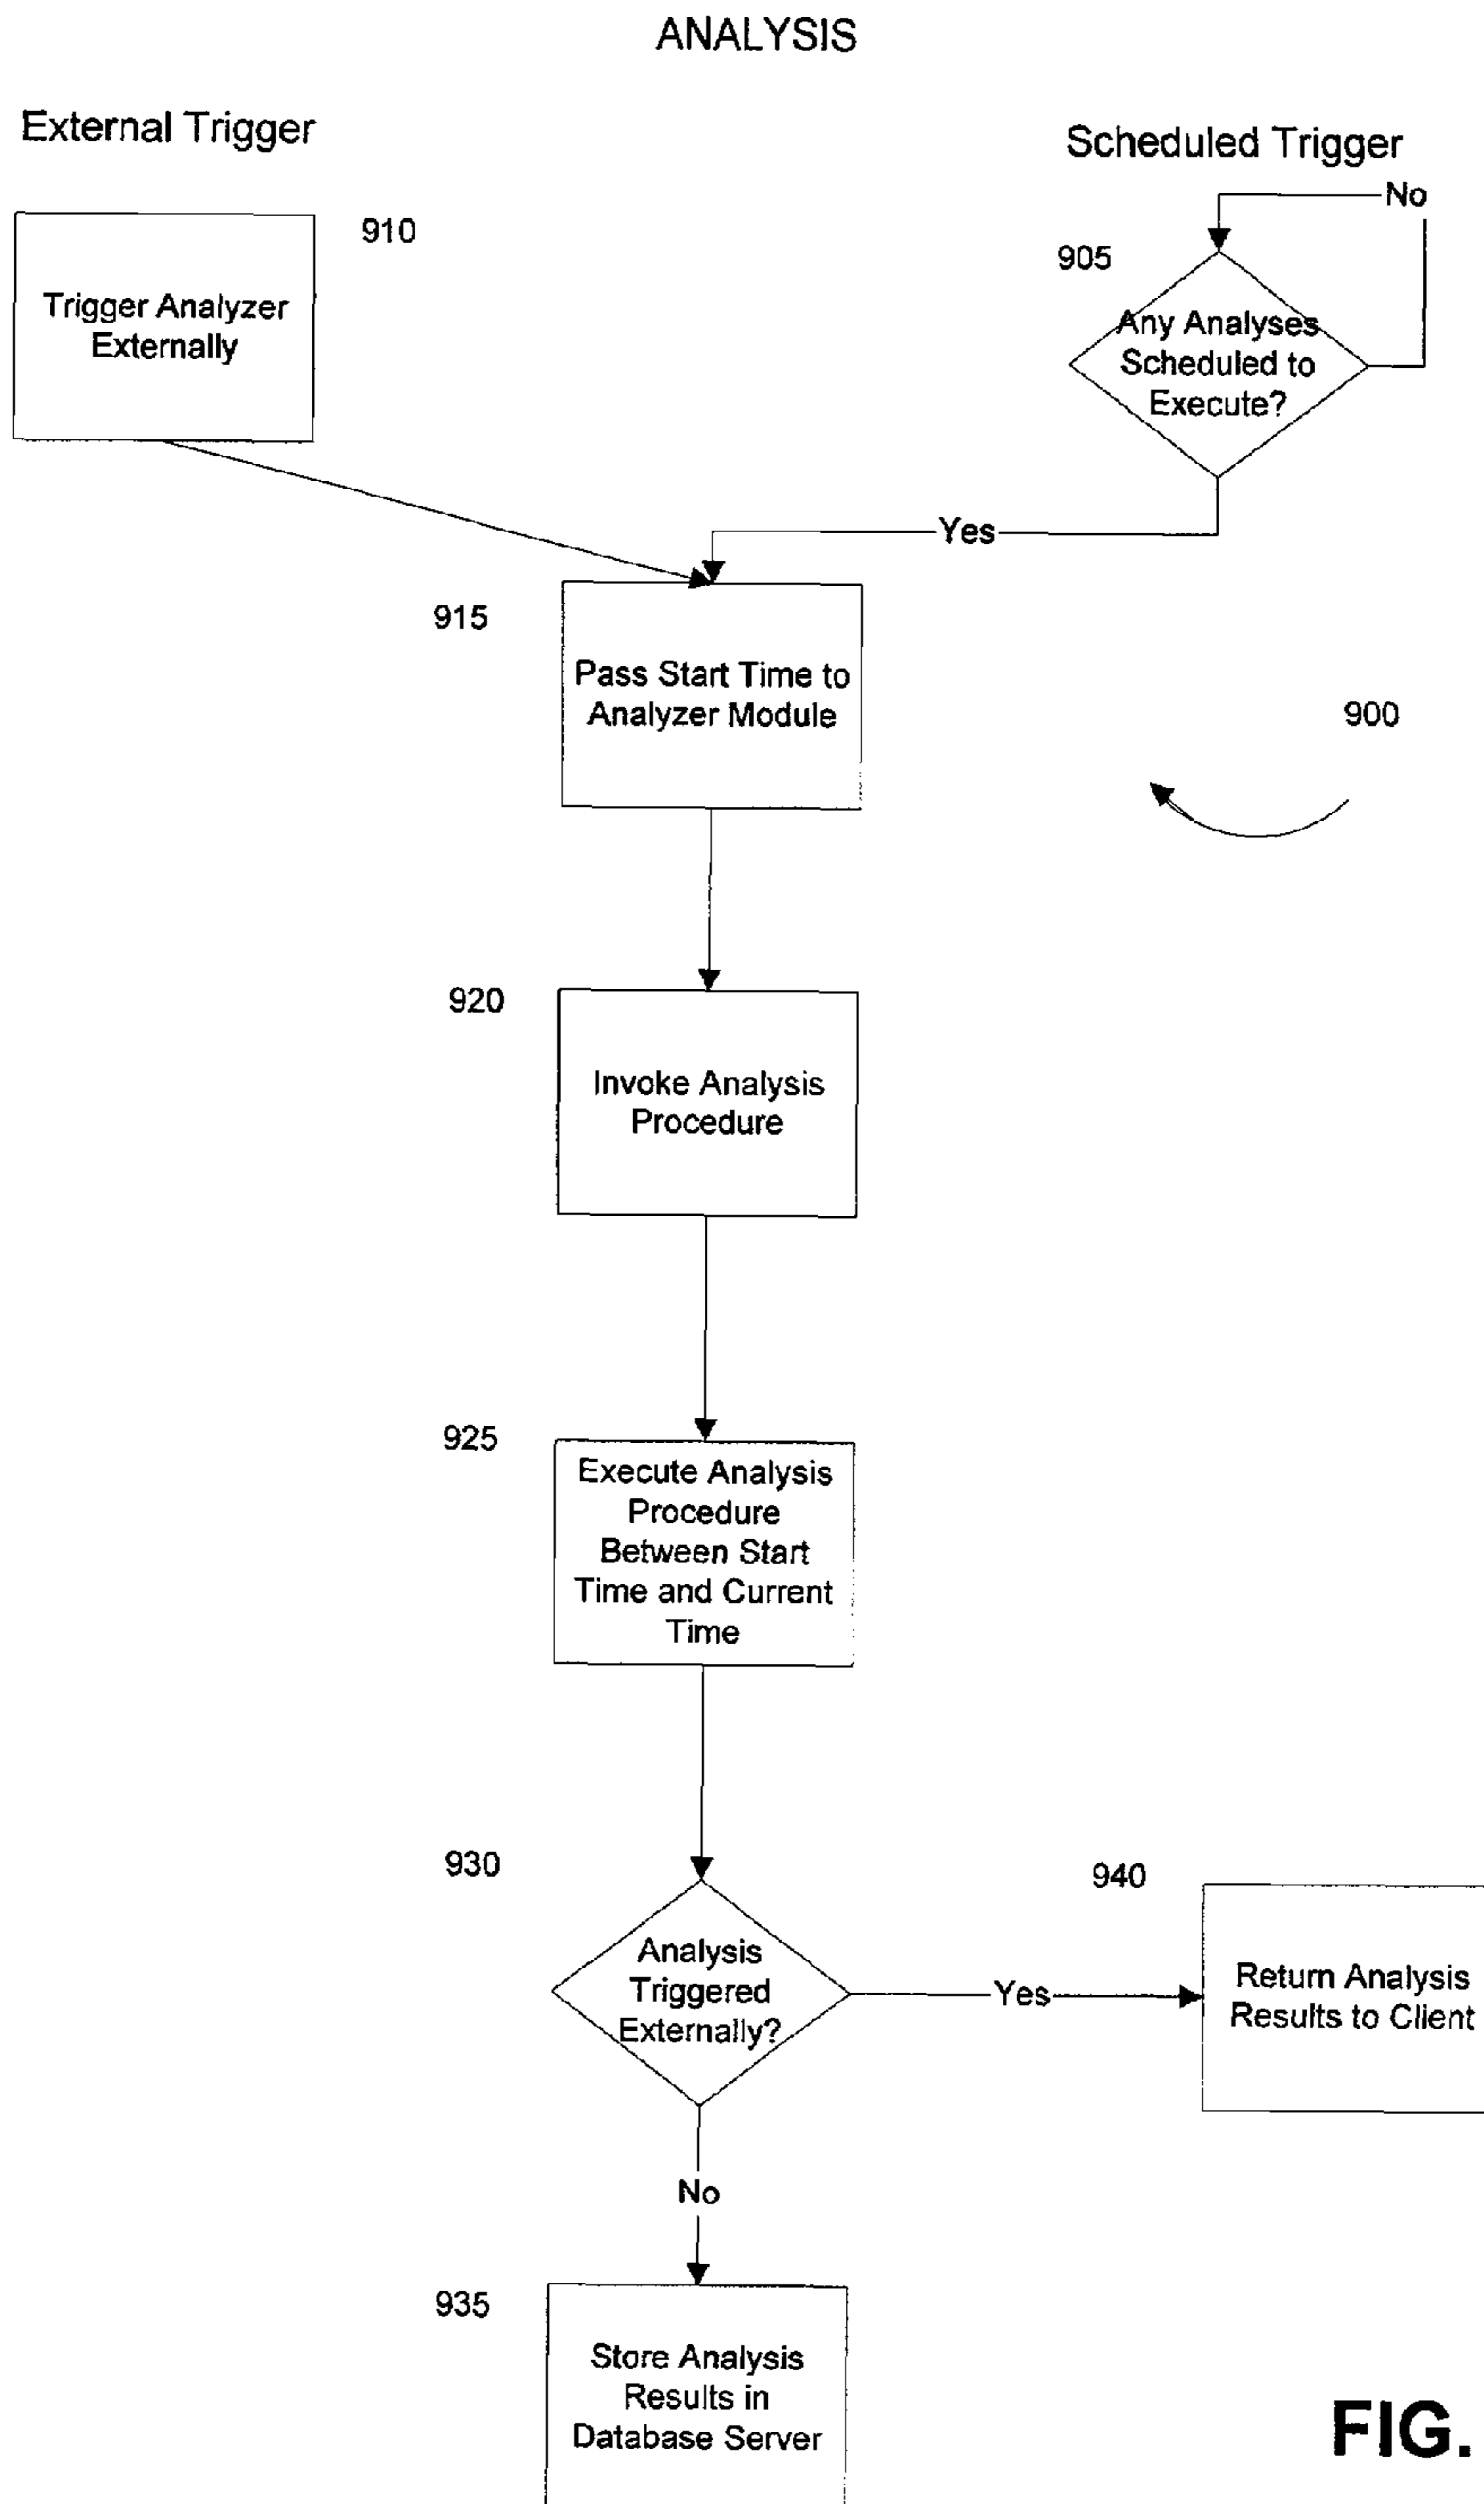 ANALYSIS
External Trigger
Scheduled Trigger
No
910
905
Trigger Analyzer
Externally
Any Analyses
Scheduled to
Execute?
Yes
915
Pass Start Time to
Analyzer Module
900
920
Invoke Analysis
Procedure
925
Execute Analysis
Procedure
Between Start
Time and Current
Time
930
940
Analysis
Triggered
Externally?
Yes
Return Analysis
Results to Client
No
935
Store Analysis
Results in
Database Server
FIG.